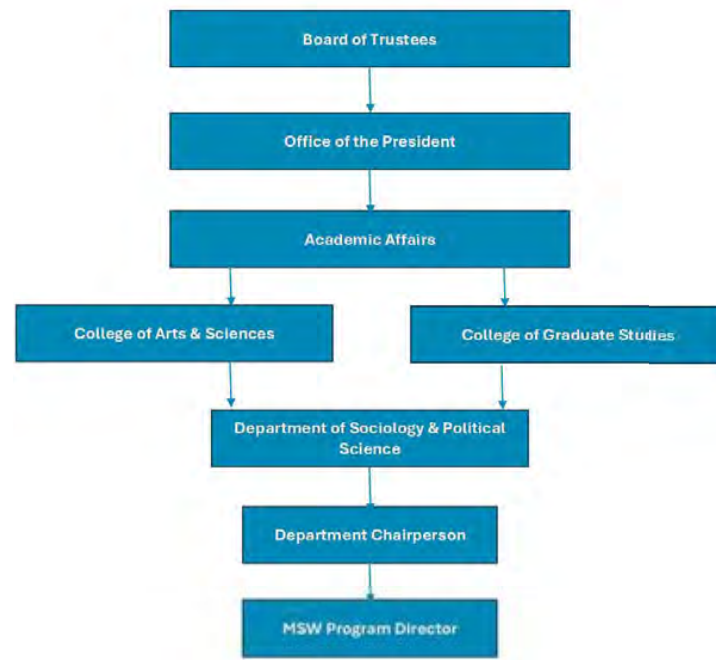 Board of Trustees
Office of the President
Academic Affairs
College of Arts & Sciences
College of Graduate Studies
Department of Sociology & Political
Science
Department Chairperson
MSW Program Director